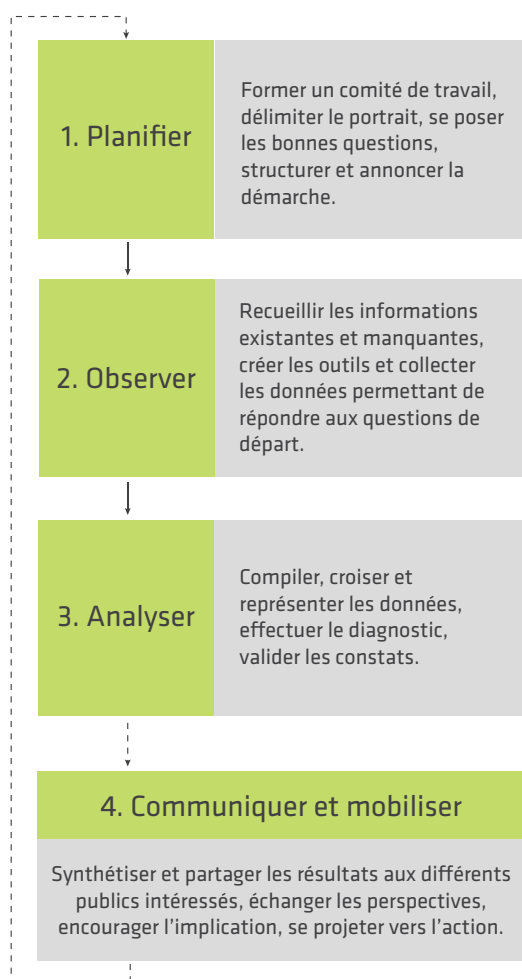 1. Planifier
Former un comité de travail,
délimiter le portrait, se poser
les bonnes questions,
structurer et annoncer la
démarche.
2. Observer
Recueillir les informations
existantes et manquantes,
créer les outils et collecter
les données permettant de
répondre aux questions de
départ.
3. Analyser
Compiler, croiser et
représenter les données,
effectuer le diagnostic,
valider les constats.
4. Communiquer et mobiliser
Synthétiser et partager les résultats aux différents
publics intéressés, échanger les perspectives,
encourager l'implication, se projeter vers l'action.